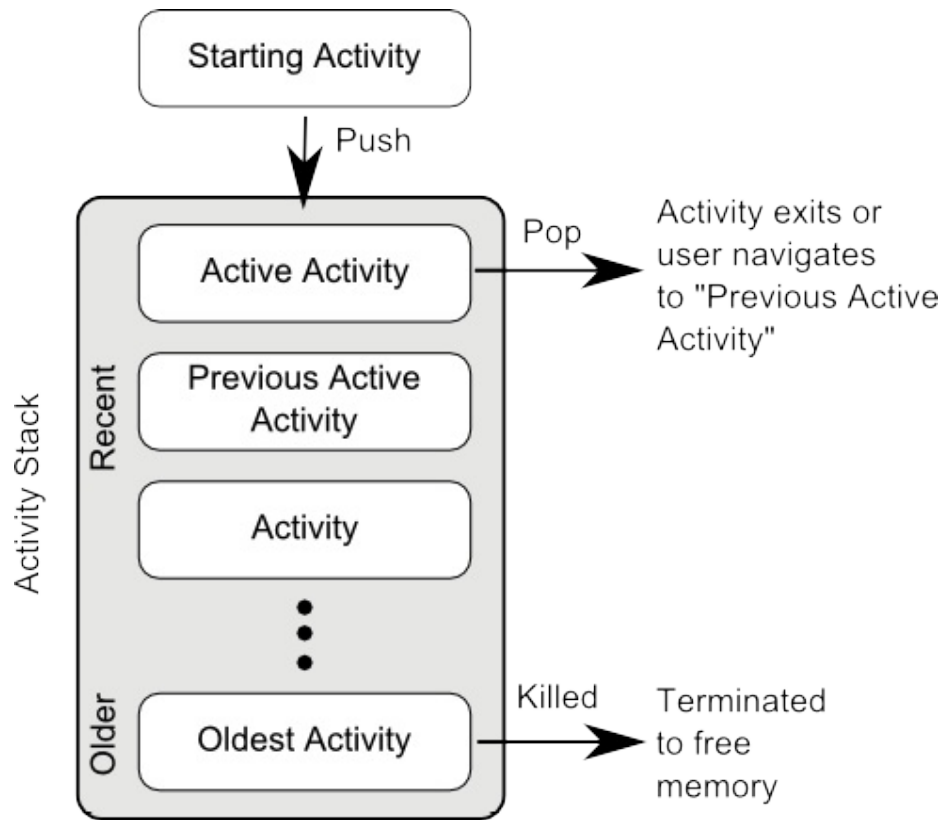 Starting Activity
Push
Active Activity
Pop
Activity exits or
user navigates
to "Previous Active
Activity"
Previous Active
Activity
Recent
Activity Stack
Activity
Older
Oldest Activity
Killed
Terminated
to free
memory